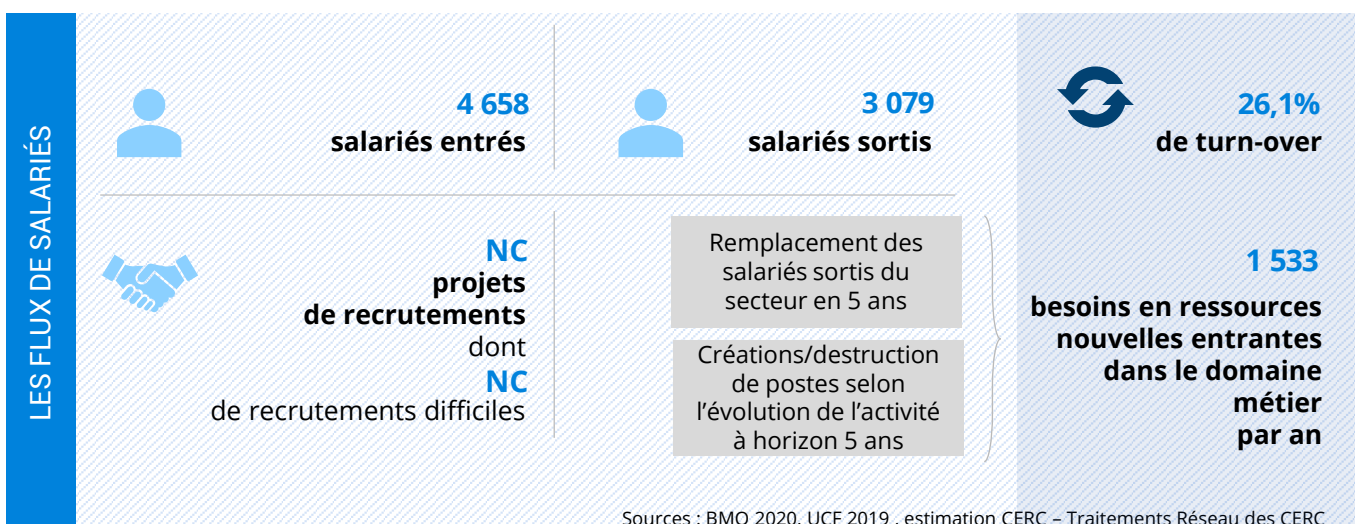 LES FLUX DE SALARIÉS
4 658
salariés entrés
3 079
salariés sortis
26,1%
de turn-over
NC
projets
de recrutements
dont
NC
de recrutements difficiles
Remplacement des
salariés sortis du
secteur en 5 ans
Créations/destruction
de postes selon
l’évolution de l’activité
à horizon 5 ans
1 533
besoins en ressources
nouvelles entrantes
dans le domaine
métier
par an
Sources : BMO 2020, UCF 2019 , estimation CERC – Traitements Réseau des CERC